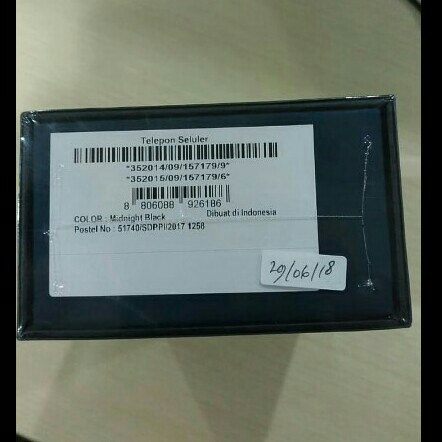 Telepon Seluler
*352014/09/157179/9*
*352015/09/157179/6*
8 806088 926186
COLOR : Midnight Black Dibuat di Indonesia
Postel No : 51740/SDPPI/2017 1258
29/06/18